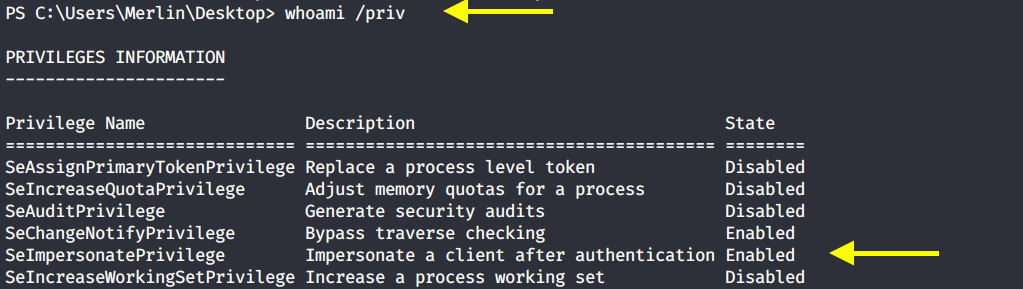 PS C:\Users\Merlin\Desktop> whoami /priv
PRIVILEGES INFORMATION
----------------------
Privilege Name                Description                               State
============================= ========================================= ========
SeAssignPrimaryTokenPrivilege Replace a process level token             Disabled
SeIncreaseQuotaPrivilege      Adjust memory quotas for a process        Disabled
SeAuditPrivilege              Generate security audits                  Disabled
SeChangeNotifyPrivilege       Bypass traverse checking                  Enabled
SeImpersonatePrivilege        Impersonate a client after authentication Enabled
SeIncreaseWorkingSetPrivilege Increase a process working set            Disabled